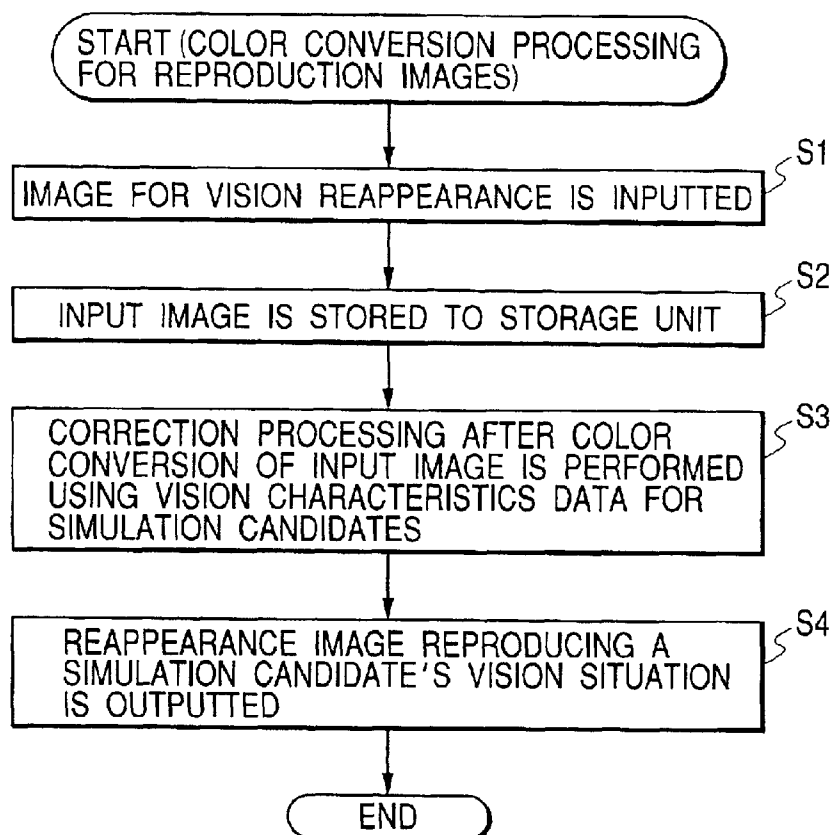 START (COLOR CONVERSION PROCESSING
FOR REPRODUCTION IMAGES)
S1
IMAGE FOR VISION REAPPEARANCE IS INPUTTED
S2
INPUT IMAGE IS STORED TO STORAGE UNIT
S3
CORRECTION PROCESSING AFTER COLOR
CONVERSION OF INPUT IMAGE IS PERFORMED
USING VISION CHARACTERISTICS DATA FOR
SIMULATION CANDIDATES
S4
REAPPEARANCE IMAGE REPRODUCING A
SIMULATION CANDIDATE'S VISION SITUATION
IS OUTPUTTED
END